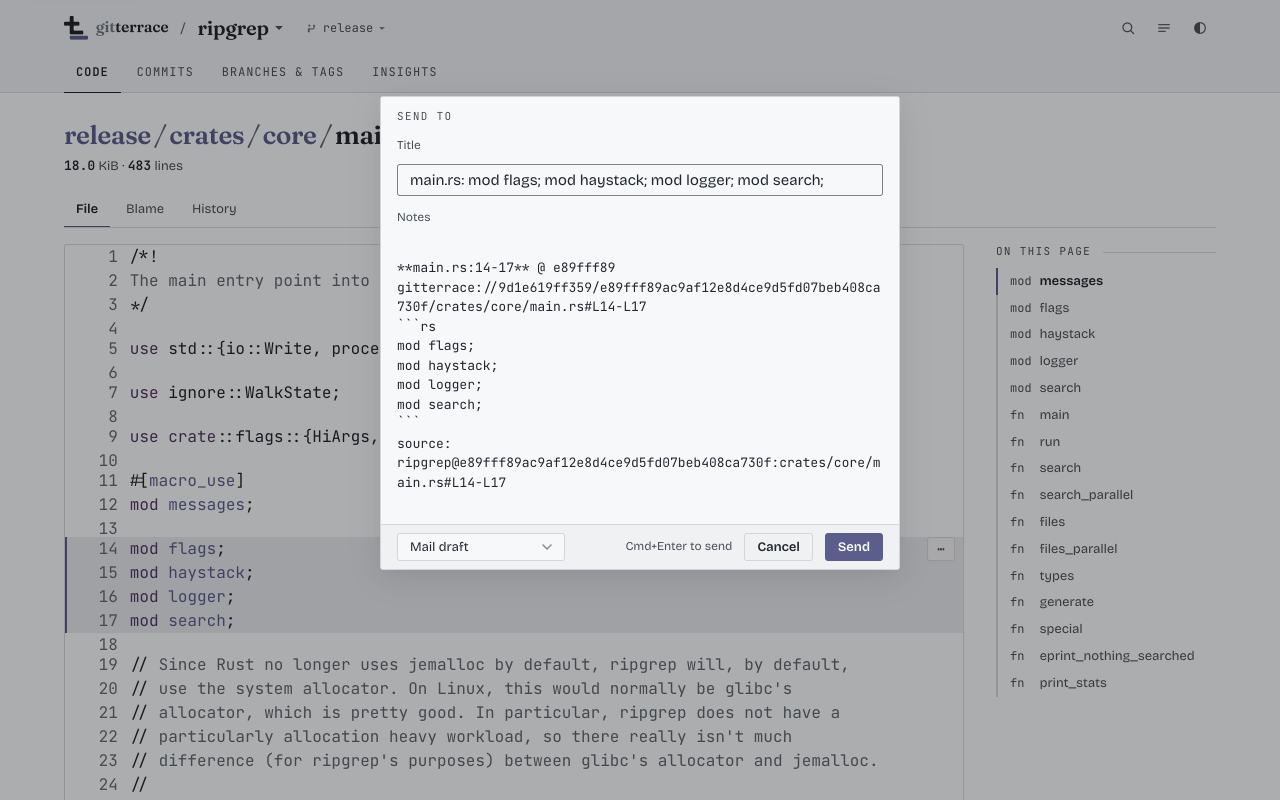 gitterrace / ripgrep release
CODE COMMITS BRANCHES & TAGS INSIGHTS
release/crates/core/mai
18.0 KiB · 483 lines
File Blame History
1 /*!
2 The main entry point into
3 */
4
5 use std::{io::Write, proce
6
7 use ignore::WalkState;
8
9 use crate::flags::{HiArgs,
10
11 #[macro_use]
12 mod messages;
13
14 mod flags;
15 mod haystack;
16 mod logger;
17 mod search;
18
19 // Since Rust no longer uses jemalloc by default, ripgrep will, by default,
20 // use the system allocator. On Linux, this would normally be glibc's
21 // allocator, which is pretty good. In particular, ripgrep does not have a
22 // particularly allocation heavy workload, so there really isn't much
23 // difference (for ripgrep's purposes) between glibc's allocator and jemalloc.
24 //
SEND TO
Title
main.rs: mod flags; mod haystack; mod logger; mod search;
Notes
**main.rs:14-17** @ e89fff89
gitterrace://9d1e619ff359/e89fff89ac9af12e8d4ce9d5fd07beb408ca
730f/crates/core/main.rs#L14-L17
```rs
mod flags;
mod haystack;
mod logger;
mod search;
```
source:
ripgrep@e89fff89ac9af12e8d4ce9d5fd07beb408ca730f:crates/core/m
ain.rs#L14-L17
Mail draft Cmd+Enter to send Cancel Send
ON THIS PAGE
mod messages
mod flags
mod haystack
mod logger
mod search
fn main
fn run
fn search
fn search_parallel
fn files
fn files_parallel
fn types
fn generate
fn special
fn eprint_nothing_searched
fn print_stats